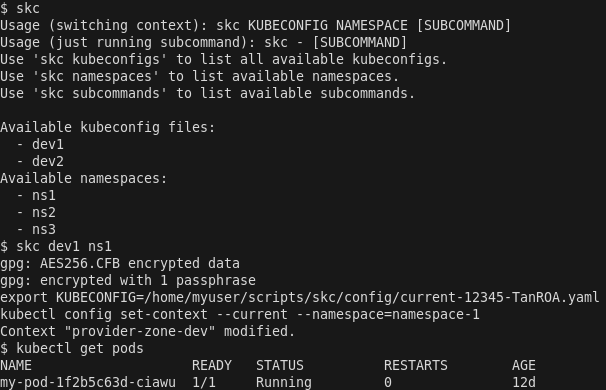 $ skc
Usage (switching context): skc KUBECONFIG NAMESPACE [SUBCOMMAND]
Usage (just running subcommand): skc - [SUBCOMMAND]
Use 'skc kubeconfigs' to list all available kubeconfigs.
Use 'skc namespaces' to list available namespaces.
Use 'skc subcommands' to list available subcommands.

Available kubeconfig files:
  - dev1
  - dev2
Available namespaces:
  - ns1
  - ns2
  - ns3
$ skc dev1 ns1
gpg: AES256.CFB encrypted data
gpg: encrypted with 1 passphrase
export KUBECONFIG=/home/myuser/scripts/skc/config/current-12345-TanROA.yaml
kubectl config set-context --current --namespace=namespace-1
Context "provider-zone-dev" modified.
$ kubectl get pods
NAME                    READY   STATUS          RESTARTS       AGE
my-pod-1f2b5c63d-ciawu  1/1     Running         0              12d